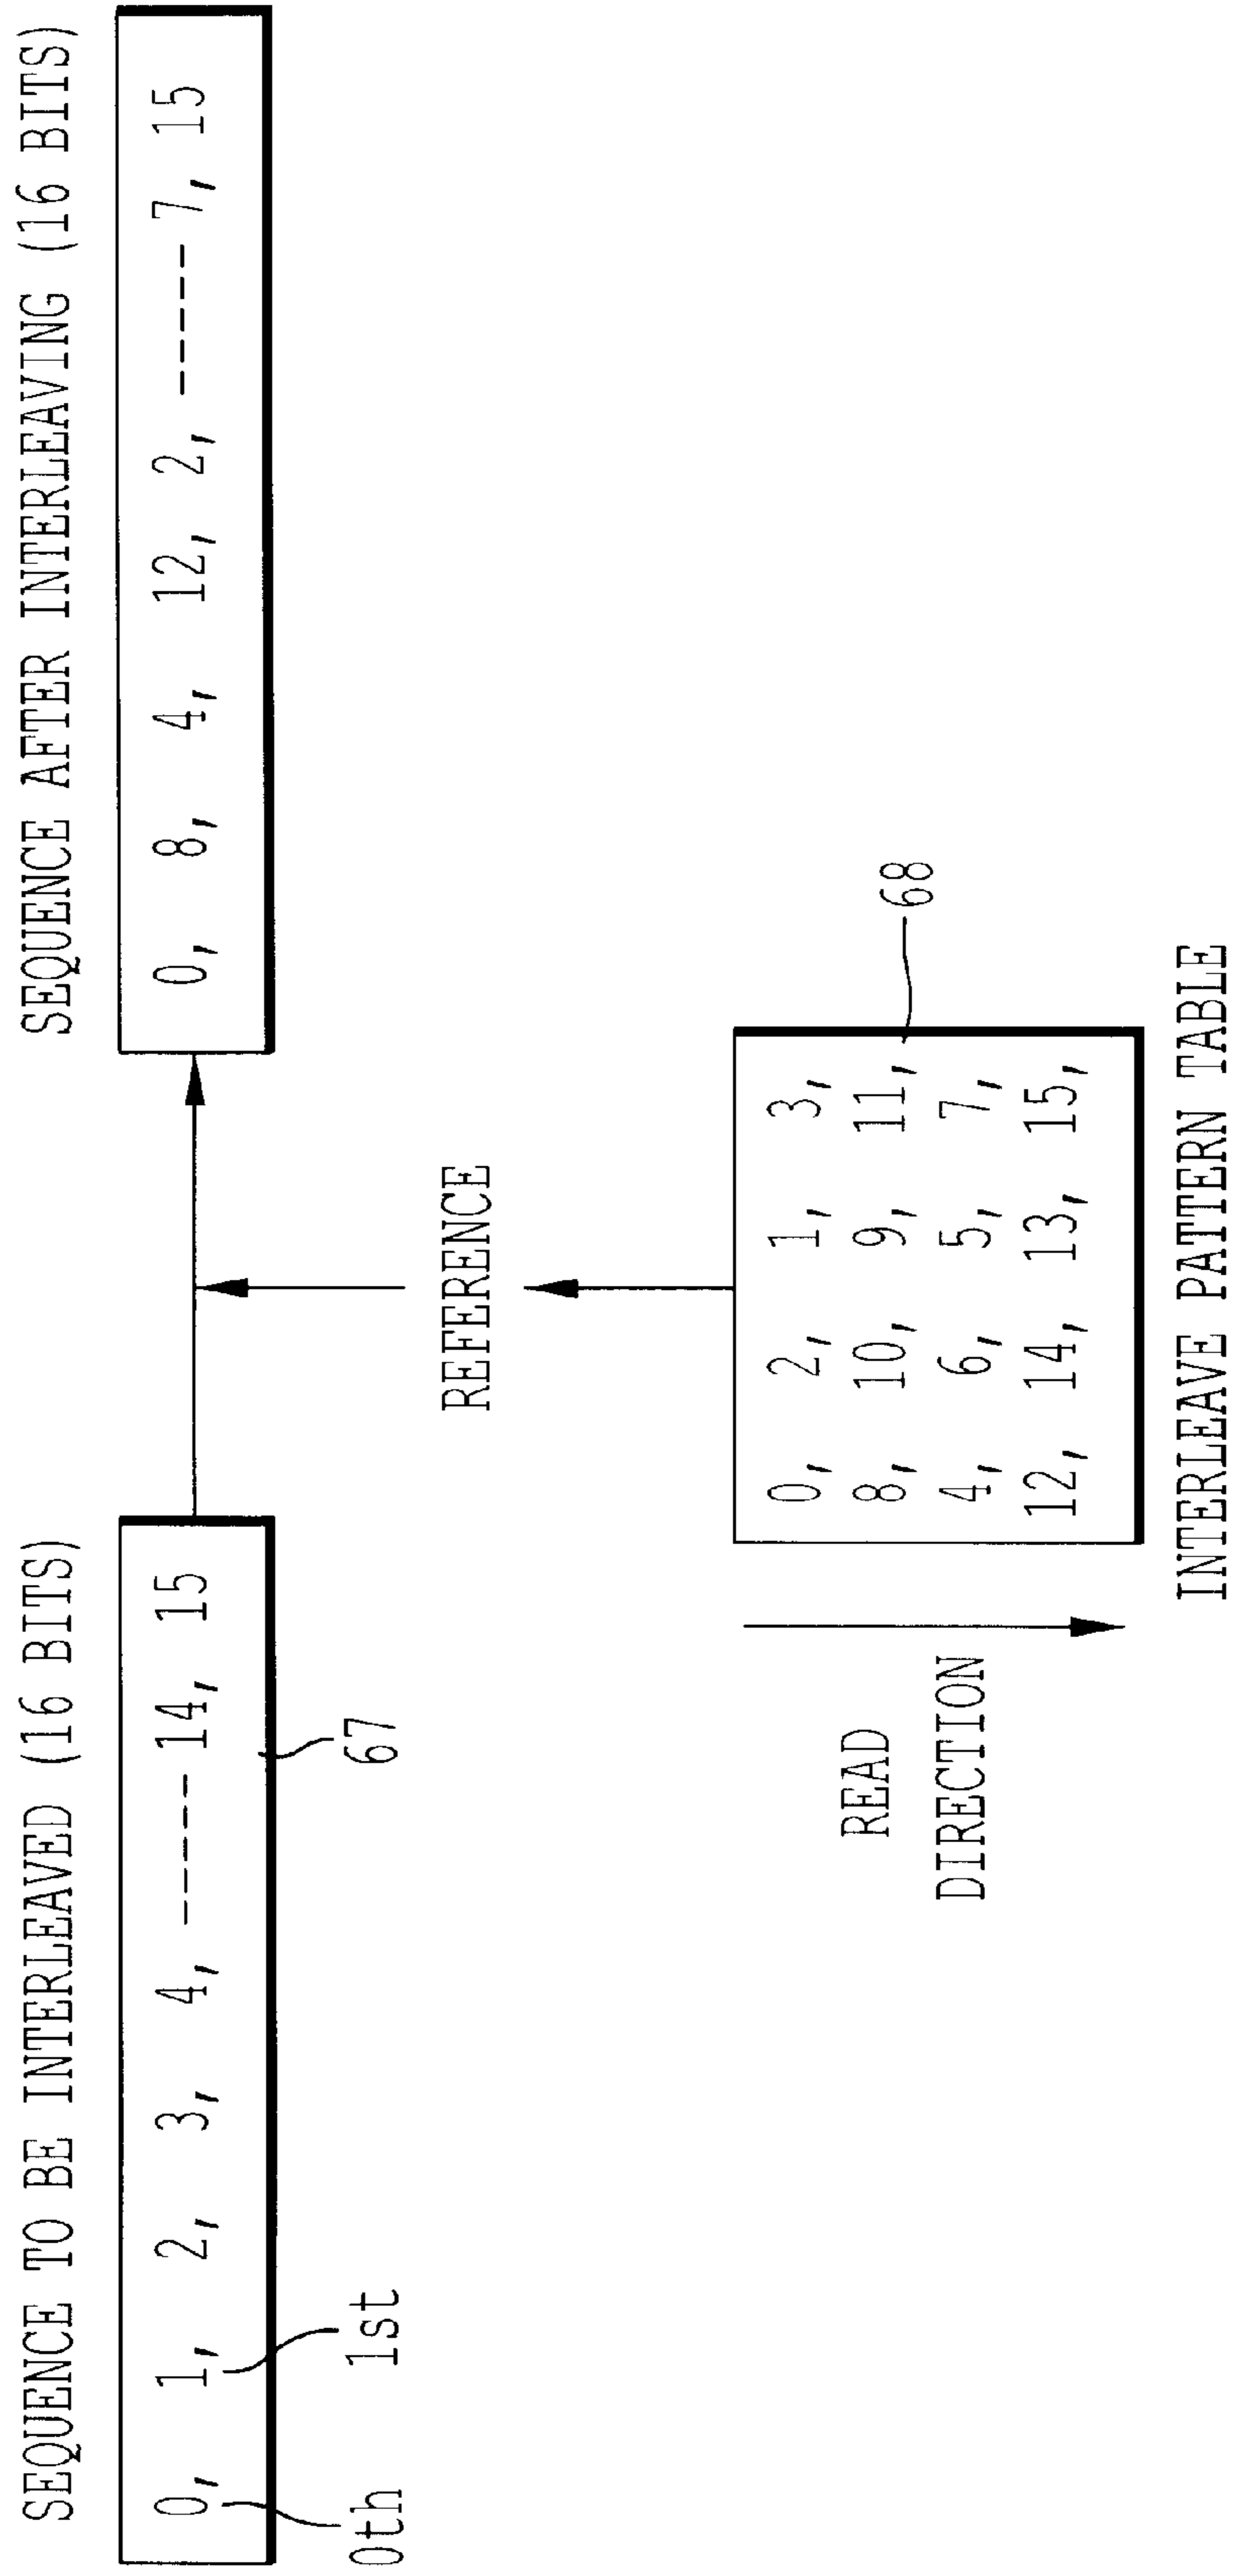 SEQUENCE TO BE INTERLEAVED (16 BITS)
0, 1, 2, 3, 4, ----- 14, 15
0th
1st
67
SEQUENCE AFTER INTERLEAVING (16 BITS)
0, 8, 4, 12, 2, ----- 7, 15
REFERENCE
READ
DIRECTION
0, 2, 1, 3,
8, 10, 9, 11,
4, 6, 5, 7,
12, 14, 13, 15,
68
INTERLEAVE PATTERN TABLE